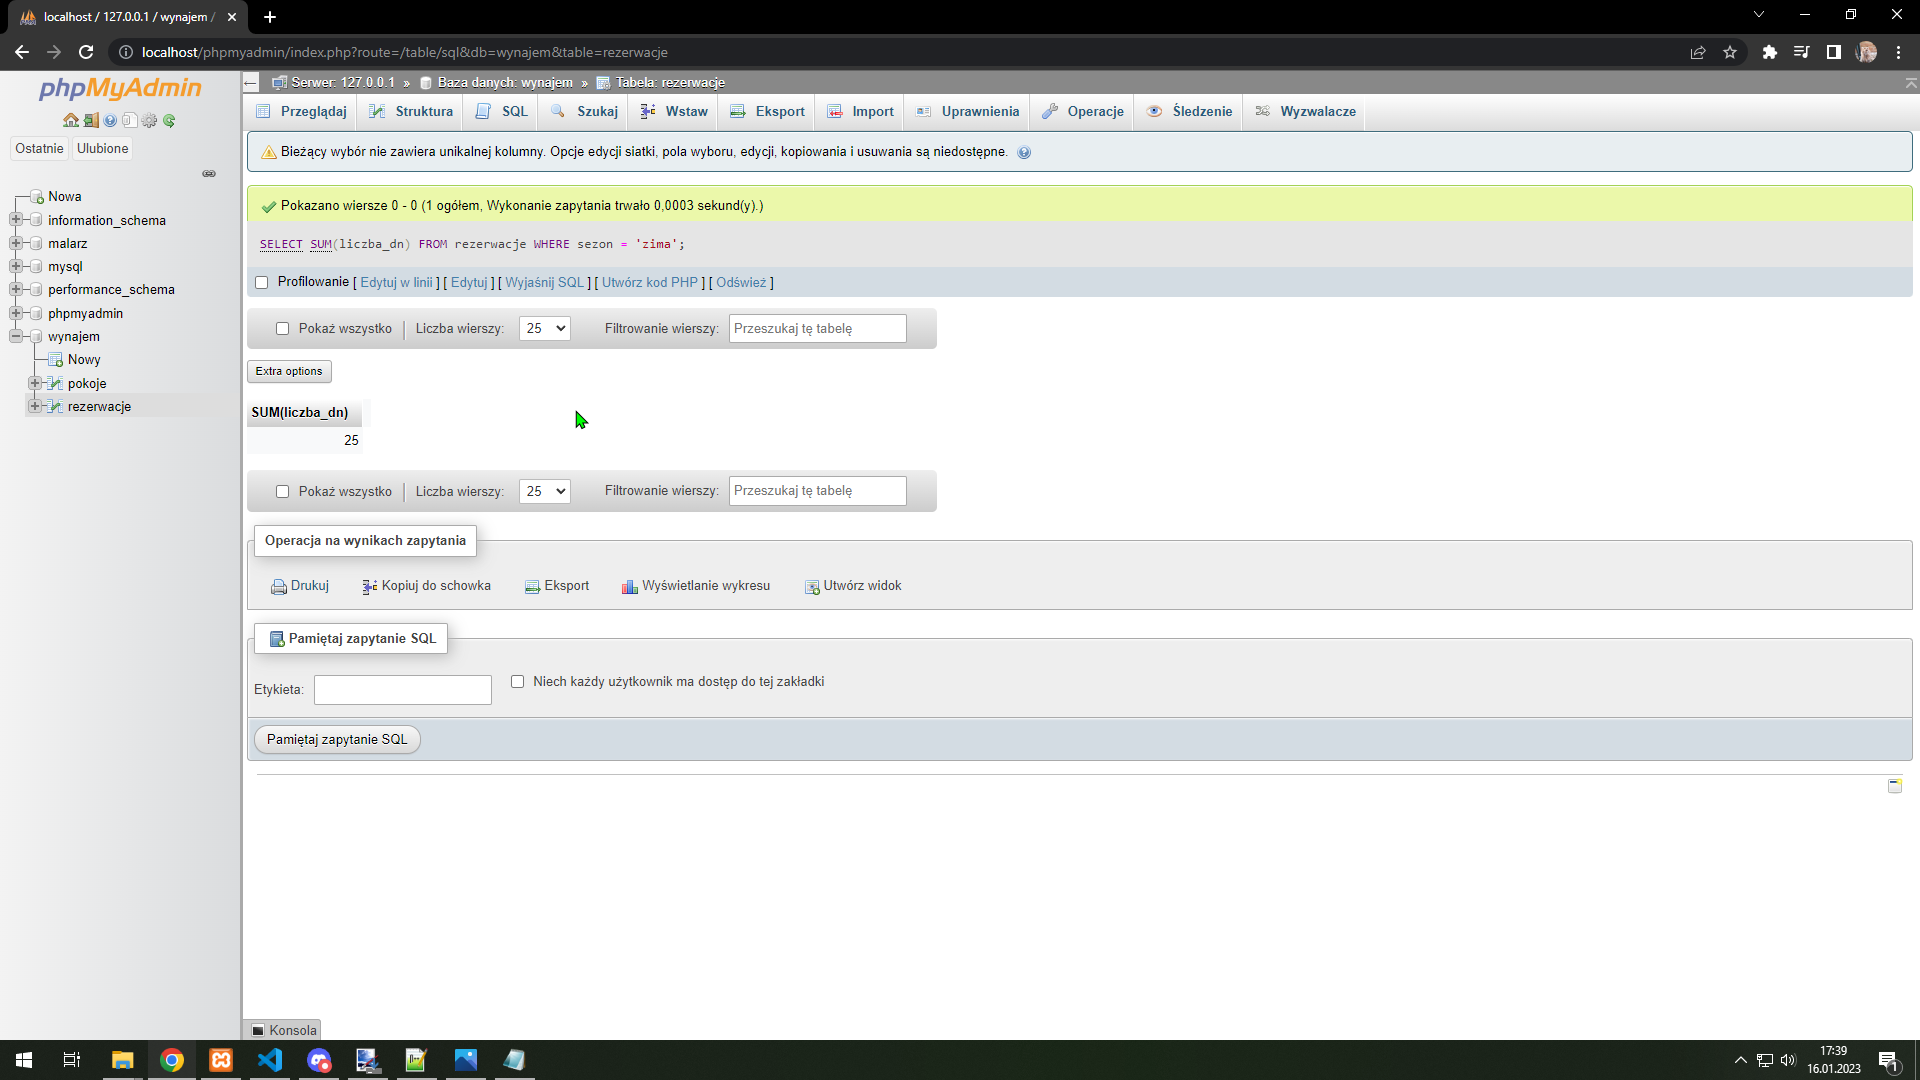 localhost / 127.0.0.1 / wynajem /
localhost/phpmyadmin/index.php?route=/table/sql&db=wynajem&table=rezerwacje
phpMyAdmin
Ostatnie
Ulubione
Nowa
information_schema
malarz
mysql
performance_schema
phpmyadmin
wynajem
Nowy
pokoje
rezerwacje
Serwer: 127.0.0.1 » Baza danych: wynajem » Tabela: rezerwacje
Przeglądaj Struktura SQL Szukaj Wstaw Eksport Import Uprawnienia Operacje Śledzenie Wyzwalacze
Bieżący wybór nie zawiera unikalnej kolumny. Opcje edycji siatki, pola wyboru, edycji, kopiowania i usuwania są niedostępne.
Pokazano wiersze 0 - 0 (1 ogółem, Wykonanie zapytania trwało 0,0003 sekund(y).)
SELECT SUM(liczba_dn) FROM rezerwacje WHERE sezon = 'zima';
Profilowanie [ Edytuj w linii ] [ Edytuj ] [ Wyjaśnij SQL ] [ Utwórz kod PHP ] [ Odśwież ]
Pokaż wszystko | Liczba wierszy: 25 Filtrowanie wierszy: Przeszukaj tę tabelę
Extra options
SUM(liczba_dn)
25
Pokaż wszystko | Liczba wierszy: 25 Filtrowanie wierszy: Przeszukaj tę tabelę
Operacja na wynikach zapytania
Drukuj Kopiuj do schowka Eksport Wyświetlanie wykresu Utwórz widok
Pamiętaj zapytanie SQL
Etykieta: Niech każdy użytkownik ma dostęp do tej zakładki
Pamiętaj zapytanie SQL
Konsola
17:39
16.01.2023
1